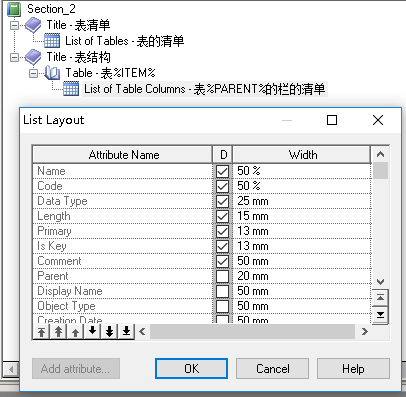 Section_2
Title - 表清单
List of Tables - 表的清单
Title - 表结构
Table - 表%ITEM%
List of Table Columns - 表%PARENT%的栏的清单
List Layout
Attribute Name D Width
Name 50 %
Code 50 %
Data Type 25 mm
Length 15 mm
Primary 13 mm
Is Key 13 mm
Comment 50 mm
Parent 20 mm
Display Name 50 mm
Object Type 50 mm
Creation Date 50 mm
Add attribute... OK Cancel Help